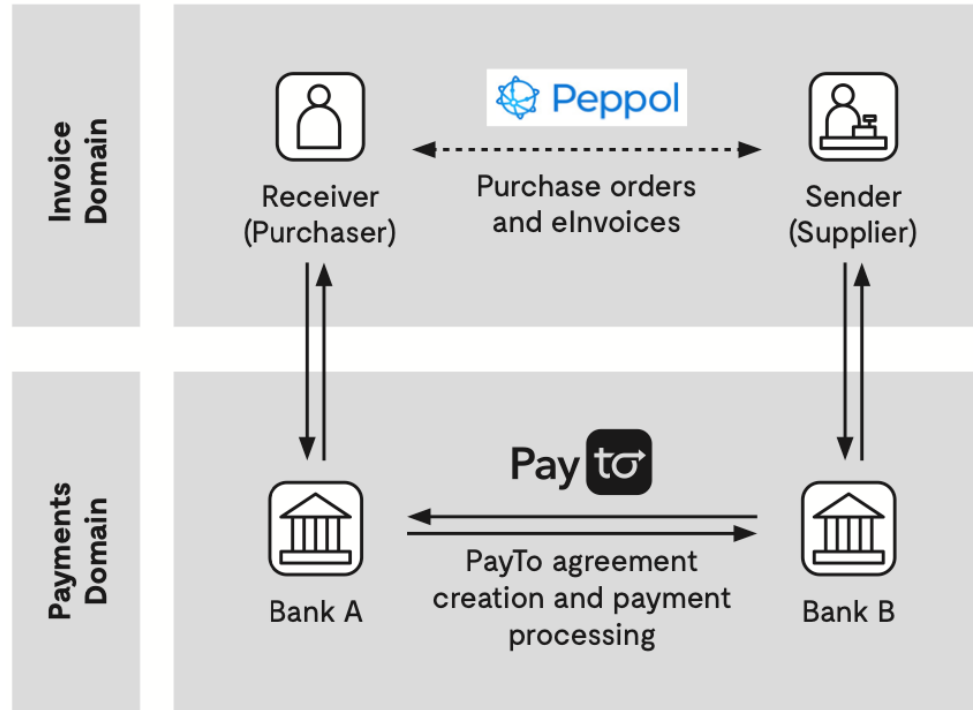 Invoice
Domain
Peppol
Purchase orders
and eInvoices
Receiver
(Purchaser)
Sender
(Supplier)
Payments
Domain
Pay to
PayTo agreement
creation and payment
processing
Bank A
Bank B